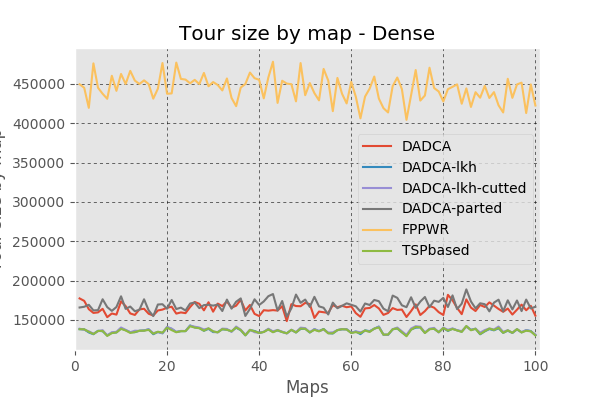 Tour size by map - Dense
450000
400000
350000
300000
250000
200000
150000
DADCA
DADCA-lkh
DADCA-lkh-cutted
DADCA-parted
FPPWR
TSPbased
0 20 40 60 80 100
Maps